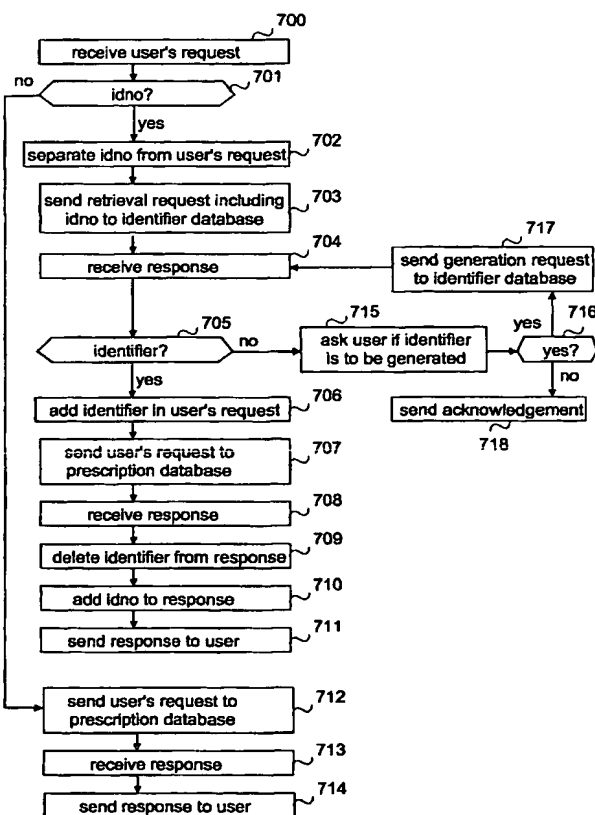 700
receive user's request
no
701
idno?
yes
702
separate idno from user's request
703
send retrieval request including
idno to identifier database
704
receive response
717
send generation request
to identifier database
705
identifier?
no
715
ask user if identifier
is to be generated
yes
716
yes?
no
send acknowledgement
718
yes
706
add identifier in user's request
707
send user's request to
prescription database
708
receive response
709
delete identifier from response
710
add idno to response
711
send response to user
712
send user's request to
prescription database
713
receive response
714
send response to user